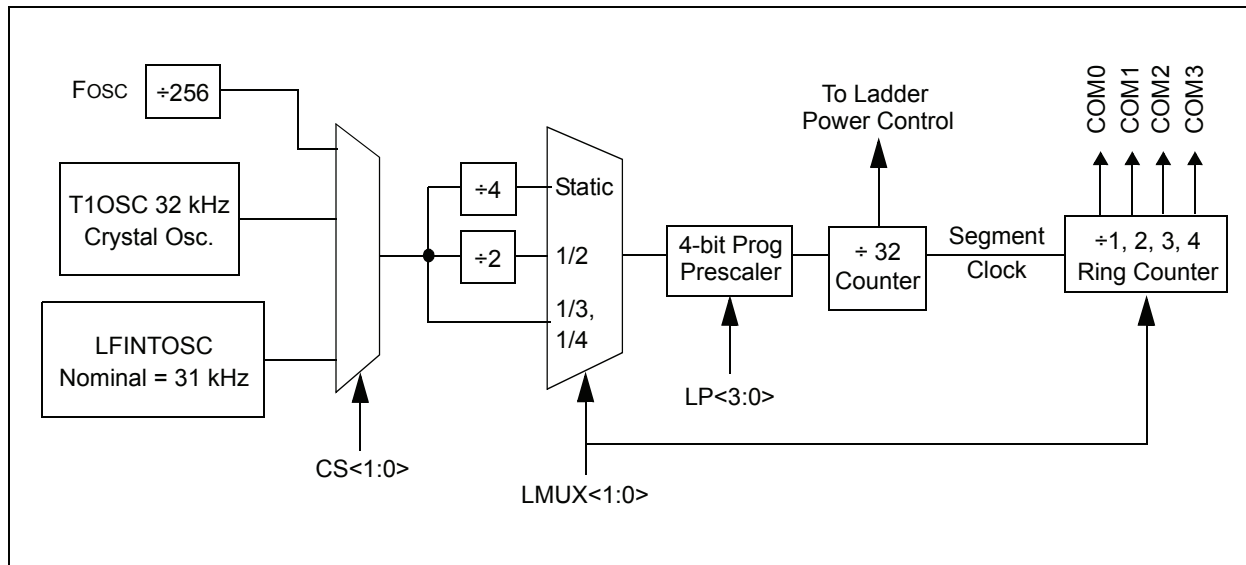 FOSC
÷256
T1OSC 32 kHz
Crystal Osc.
LFINTOSC
Nominal = 31 kHz
CS<1:0>
÷4
÷2
Static
1/2
1/3,
1/4
LMUX<1:0>
4-bit Prog
Prescaler
LP<3:0>
To Ladder
Power Control
÷ 32
Counter
Segment
Clock
COM0
COM1
COM2
COM3
÷1, 2, 3, 4
Ring Counter